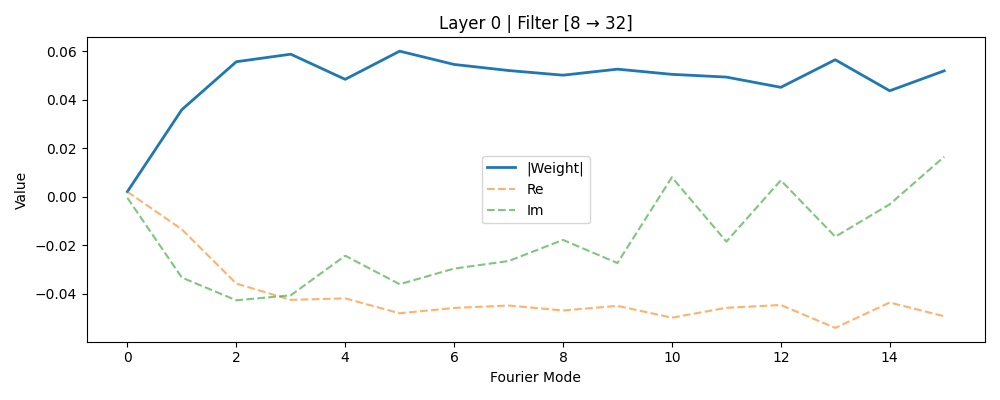 Layer 0 | Filter [8 → 32]
Value
0.06
0.04
0.02
0.00
−0.02
−0.04
|Weight|
Re
Im
0 2 4 6 8 10 12 14
Fourier Mode